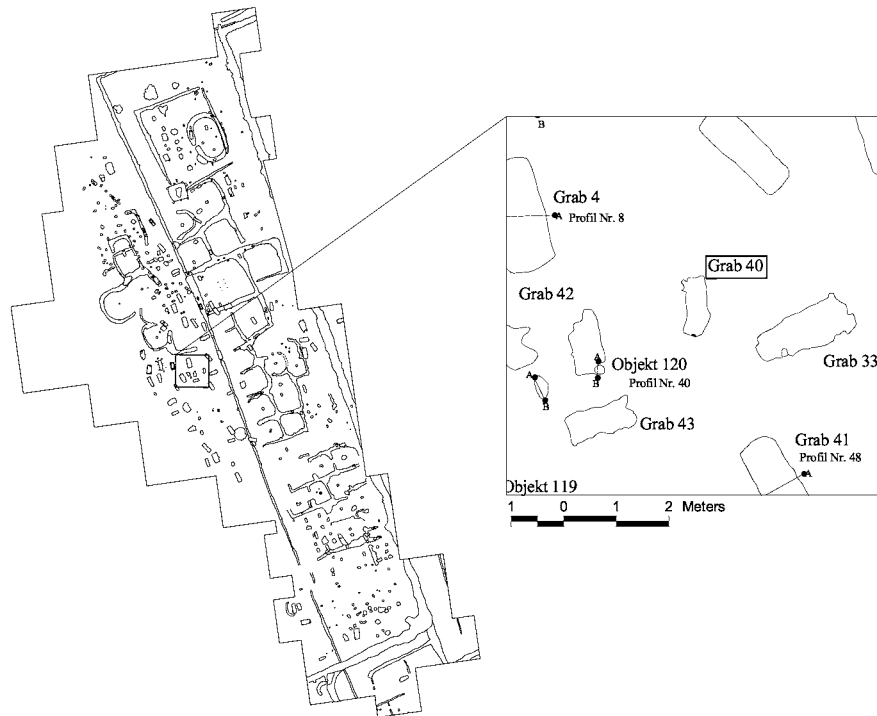 B
Grab 4
A
Profil Nr. 8
Grab 40
Grab 42
Grab 33
A
Objekt 120
A
B
Profil Nr. 40
B
Grab 43
Grab 41
Profil Nr. 48
A
Objekt 119
1 0 1 2 Meters